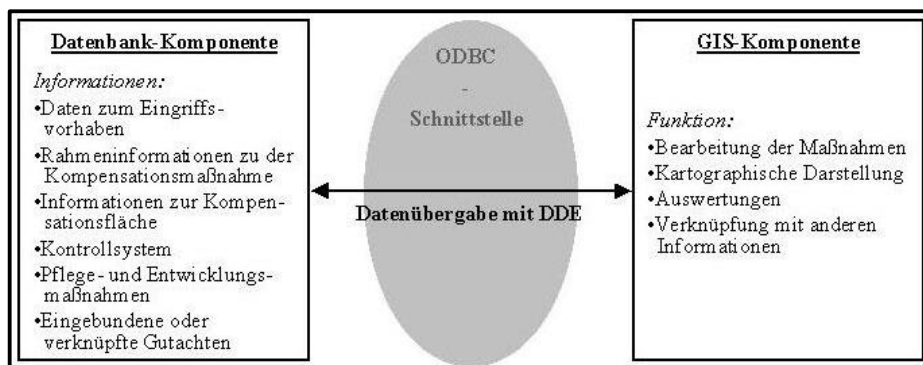 Datenbank-Komponente
Informationen:
•Daten zum Eingriffs-
vorhaben
•Rahmeninformationen zu der
Kompensationsmaßnahme
•Informationen zur Kompen-
sationsfläche
•Kontrollsystem
•Pflege- und Entwicklungs-
maßnahmen
•Eingebundene oder
verknüpfte Gutachten
ODBC
-
Schnittstelle
Datenübergabe mit DDE
GIS-Komponente
Funktion:
•Bearbeitung der Maßnahmen
•Kartographische Darstellung
•Auswertungen
•Verknüpfung mit anderen
Informationen